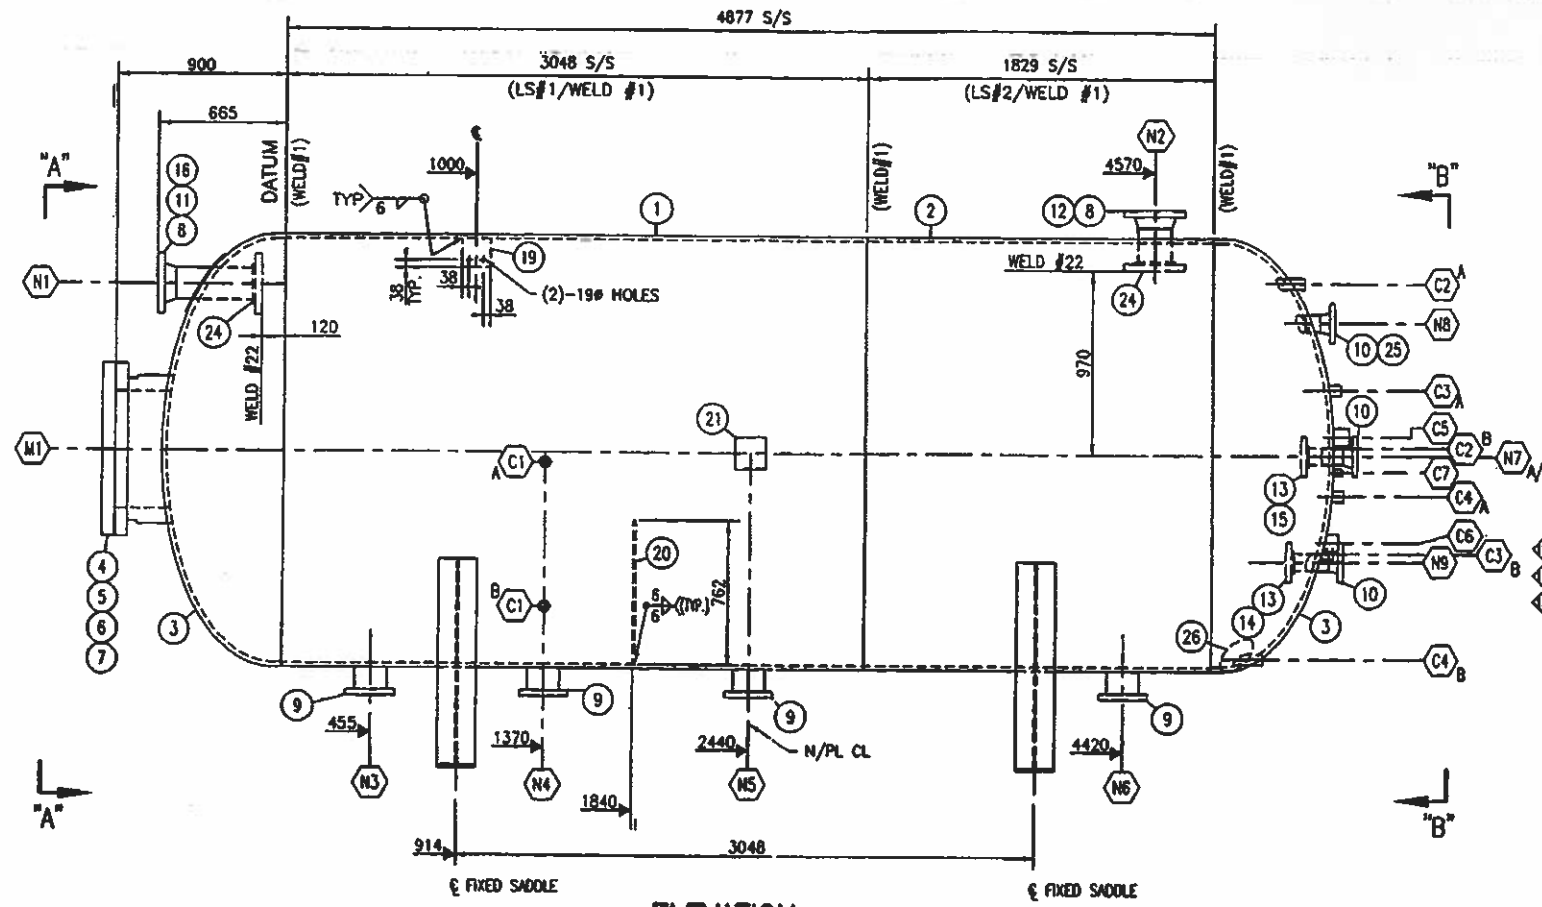 4877 S/S
900
3048 S/S
1829 S/S
(LS#1/WELD #1)
(LS#2/WELD #1)
665
DATUM
(WELD#1)
(WELD#1)
(WELD#1)
"A"
16
11
8
TYP
6
1000
1
2
N2
4570
12
8
"B"
N1
24
38
TYP.
38
38
19
(2)-19ø HOLES
WELD #22
24
C2
A
N8
10
25
120
WELD #22
970
C3
A
10
C5
C2
B
N7
A/
M1
21
C1
A
C7
13
15
C4
A
4
5
6
7
3
20
762
6
6
(TYP.)
B
C1
C6
N9
C3
B
13
10
14
26
3
C4
B
9
9
9
9
455
1370
2440
N/PL CL
4420
N3
N4
N5
N6
"A"
1840
"B"
914
3048
℄ FIXED SADDLE
℄ FIXED SADDLE